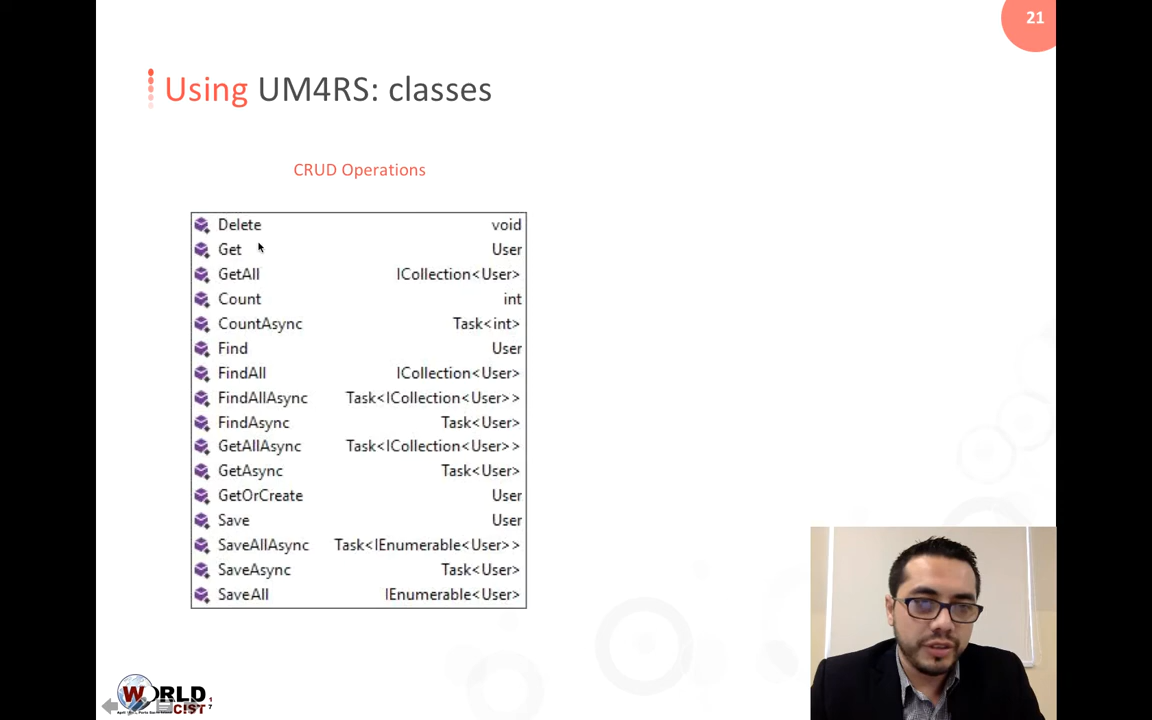 21
Using UM4RS: classes
CRUD Operations
Delete void
Get User
GetAll ICollection<User>
Count int
CountAsync Task<int>
Find User
FindAll ICollection<User>
FindAllAsync Task<ICollection<User>>
FindAsync Task<User>
GetAllAsync Task<ICollection<User>>
GetAsync Task<User>
GetOrCreate User
Save User
SaveAllAsync Task<IEnumerable<User>>
SaveAsync Task<User>
SaveAll IEnumerable<User>
WORLD
CIST